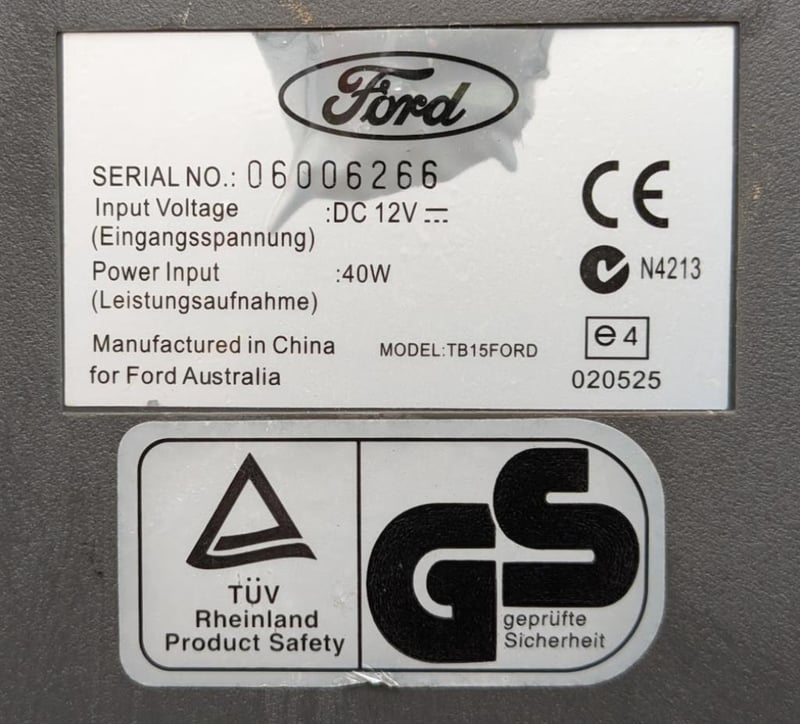 Ford
SERIAL NO.: 06006266
Input Voltage :DC 12V ⎓
(Eingangsspannung)
Power Input :40W
(Leistungsaufnahme)
Manufactured in China MODEL:TB15FORD
for Ford Australia
CE
N4213
e4
020525
TÜV
Rheinland
Product Safety
GS
geprüfte
Sicherheit